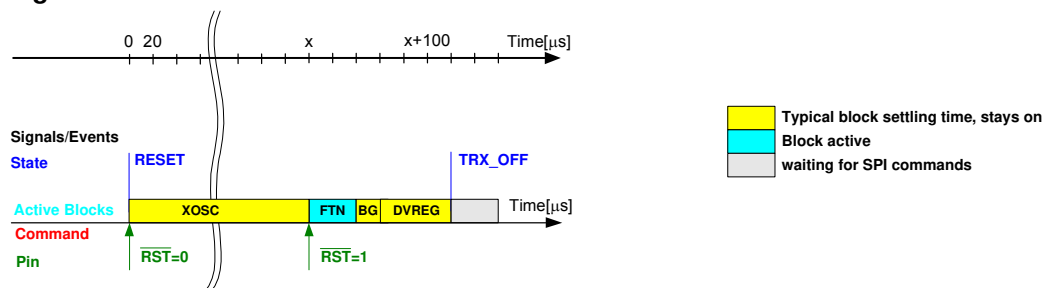 0 20 x x+100 Time[μs]
Signals/Events
State RESET TRX_OFF
Active Blocks XOSC FTN BG DVREG Time[μs]
Command
Pin RST=0 RST=1
Typical block settling time, stays on
Block active
waiting for SPI commands